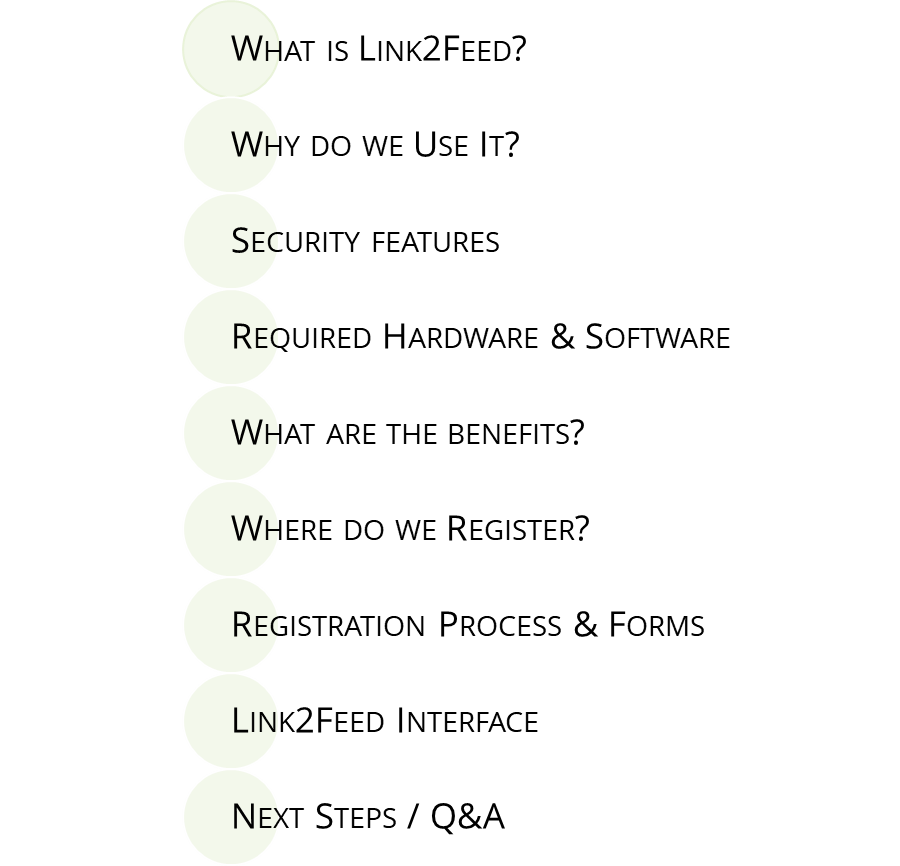 What is Link2Feed?
Why do we Use It?
Security features
Required Hardware & Software
What are the benefits?
Where do we Register?
Registration Process & Forms
Link2Feed Interface
Next Steps / Q&A